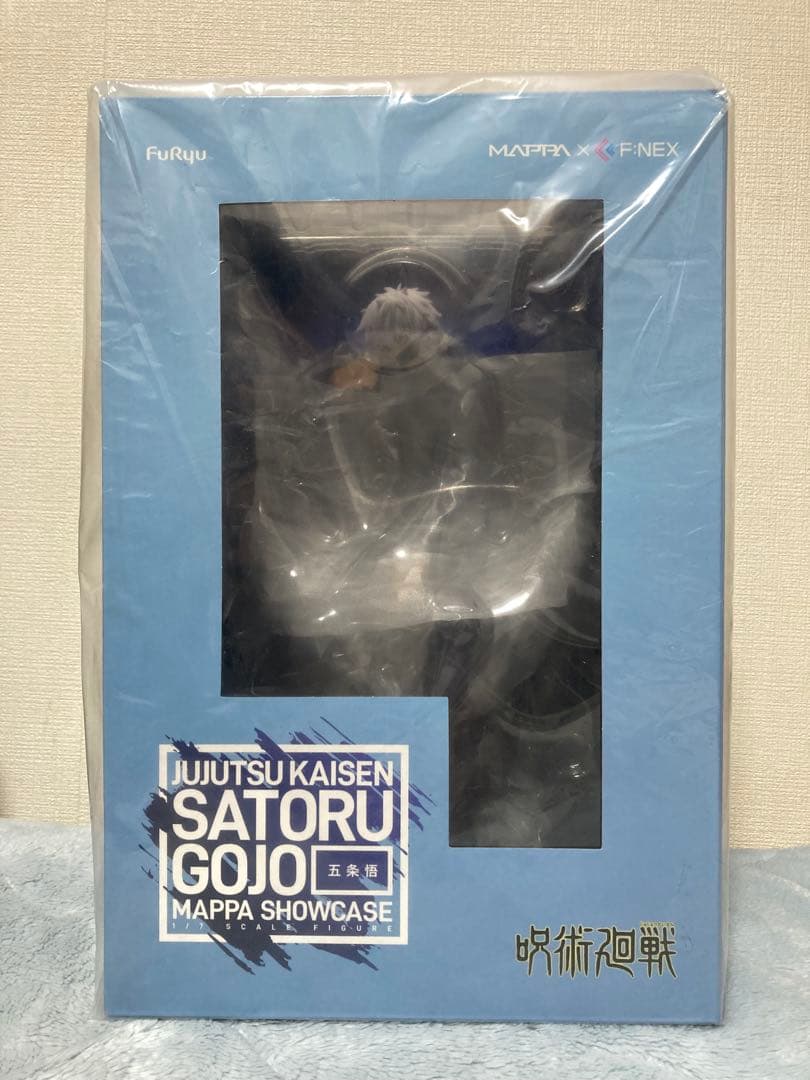 FuRyu
MAPPA × F:NEX
JUJUTSU KAISEN
SATORU
GOJO
五条悟
MAPPA SHOWCASE
1/7 SCALE FIGURE
呪術廻戦